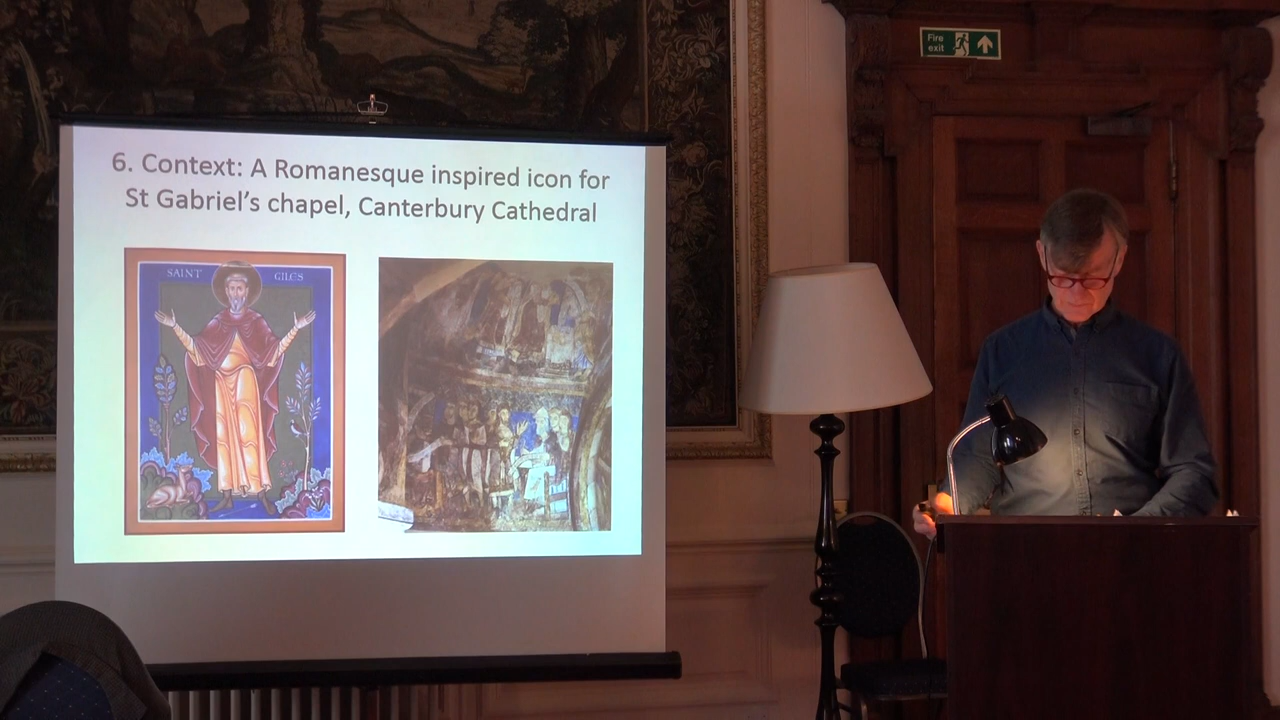 6. Context: A Romanesque inspired icon for
St Gabriel's chapel, Canterbury Cathedral
SAINT GILES
Fire
exit